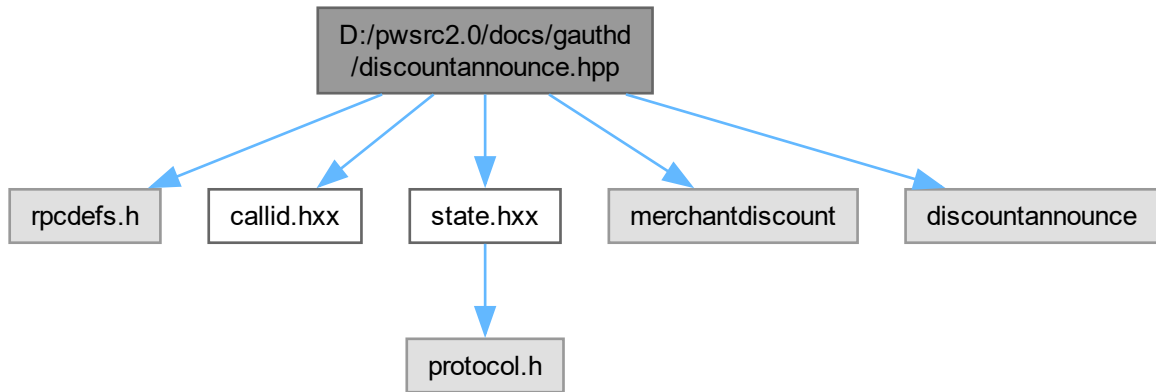 D:/pwsrc2.0/docs/gauthd
/discountannounce.hpp
rpcdefs.h
callid.hxx
state.hxx
merchantdiscount
discountannounce
protocol.h